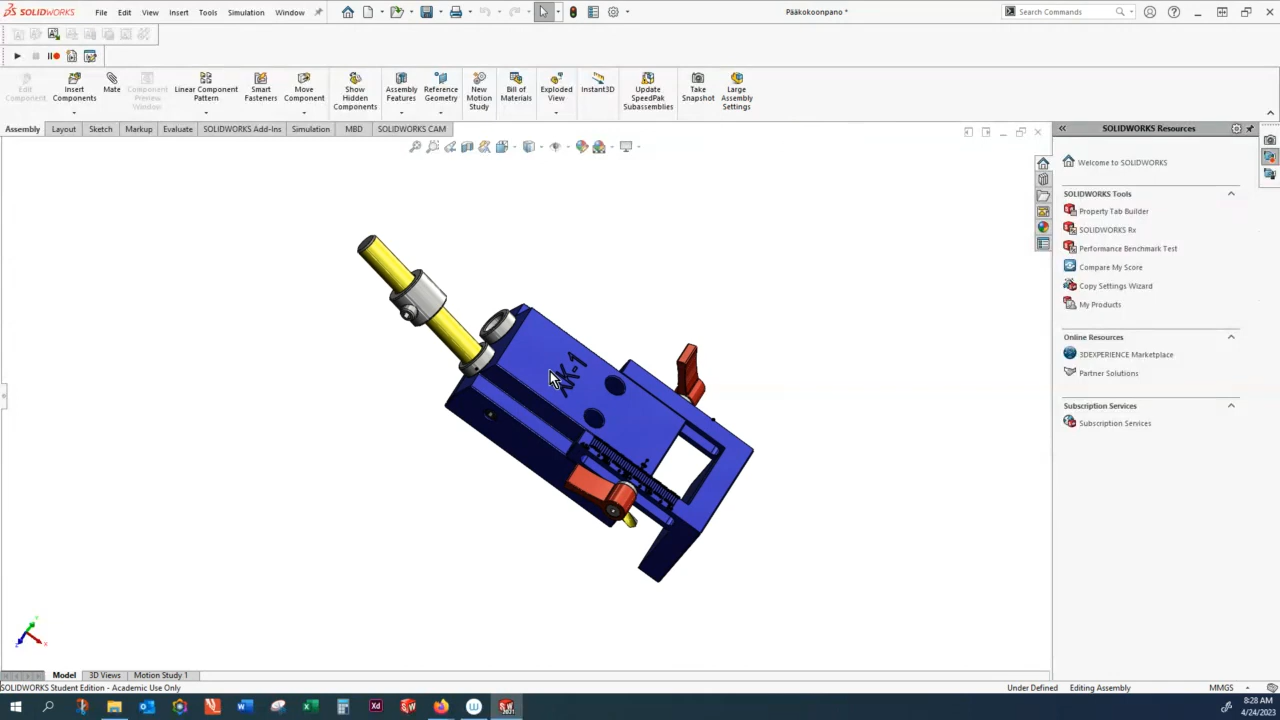 SOLIDWORKS File Edit View Insert Tools Simulation Window
Pääkokoonpano *
Search Commands
Edit Component
Insert Components
Mate
Component Preview Window
Linear Component Pattern
Smart Fasteners
Move Component
Show Hidden Components
Assembly Features
Reference Geometry
New Motion Study
Bill of Materials
Exploded View
Instant3D
Update SpeedPak Subassemblies
Take Snapshot
Large Assembly Settings
Assembly Layout Sketch Markup Evaluate SOLIDWORKS Add-Ins Simulation MBD SOLIDWORKS CAM
SOLIDWORKS Resources
Welcome to SOLIDWORKS
SOLIDWORKS Tools
Property Tab Builder
SOLIDWORKS Rx
Performance Benchmark Test
Compare My Score
Copy Settings Wizard
My Products
Online Resources
3DEXPERIENCE Marketplace
Partner Solutions
Subscription Services
Subscription Services
Model 3D Views Motion Study 1
SOLIDWORKS Student Edition - Academic Use Only
Under Defined Editing Assembly MMGS
8:28 AM
4/24/2023